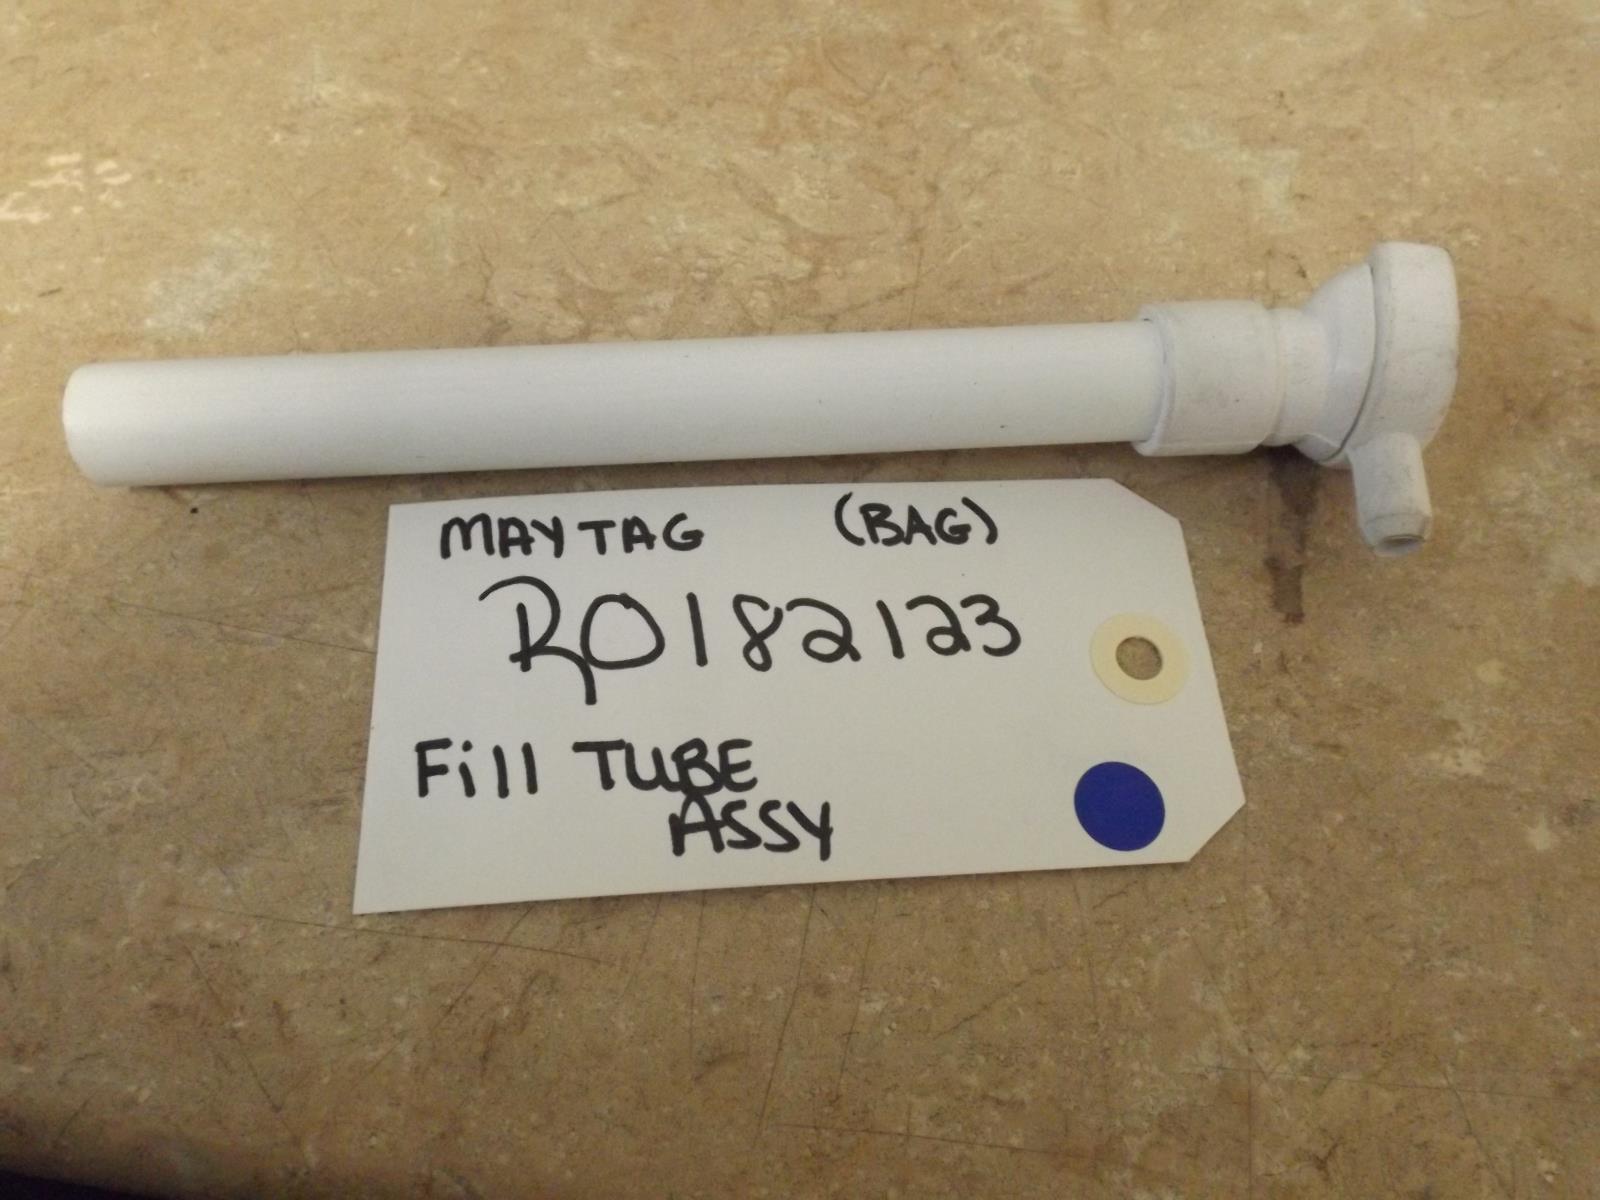 MAYTAG (BAG)
R0182123
Fill TUBE
ASSY